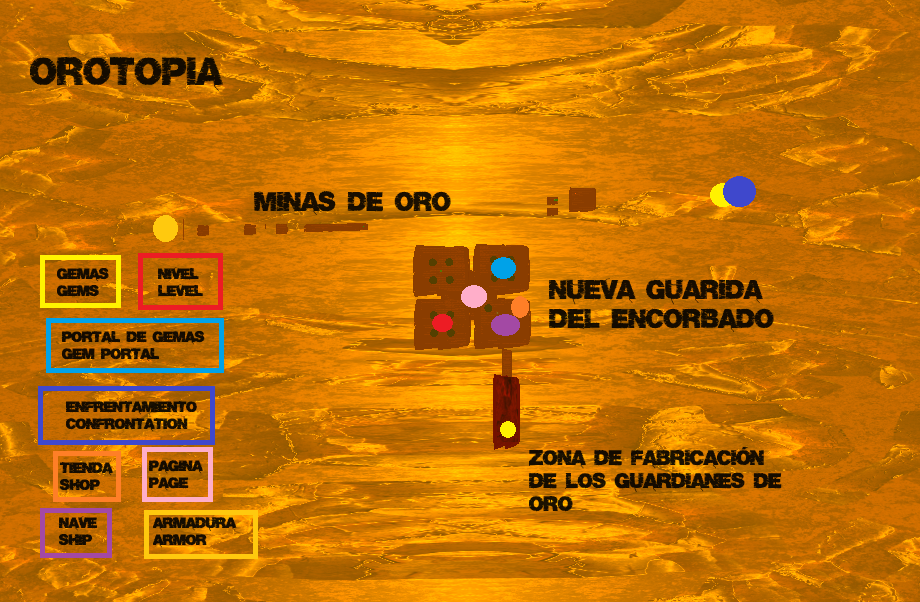 OROTOPIA
MINAS DE ORO
GEMAS
GEMS
NIVEL
LEVEL
NUEVA GUARIDA
DEL ENCORBADO
PORTAL DE GEMAS
GEM PORTAL
ENFRENTAMIENTO
CONFRONTATION
TIENDA
SHOP
PAGINA
PAGE
ZONA DE FABRICACIÓN
DE LOS GUARDIANES DE
ORO
NAVE
SHIP
ARMADURA
ARMOR